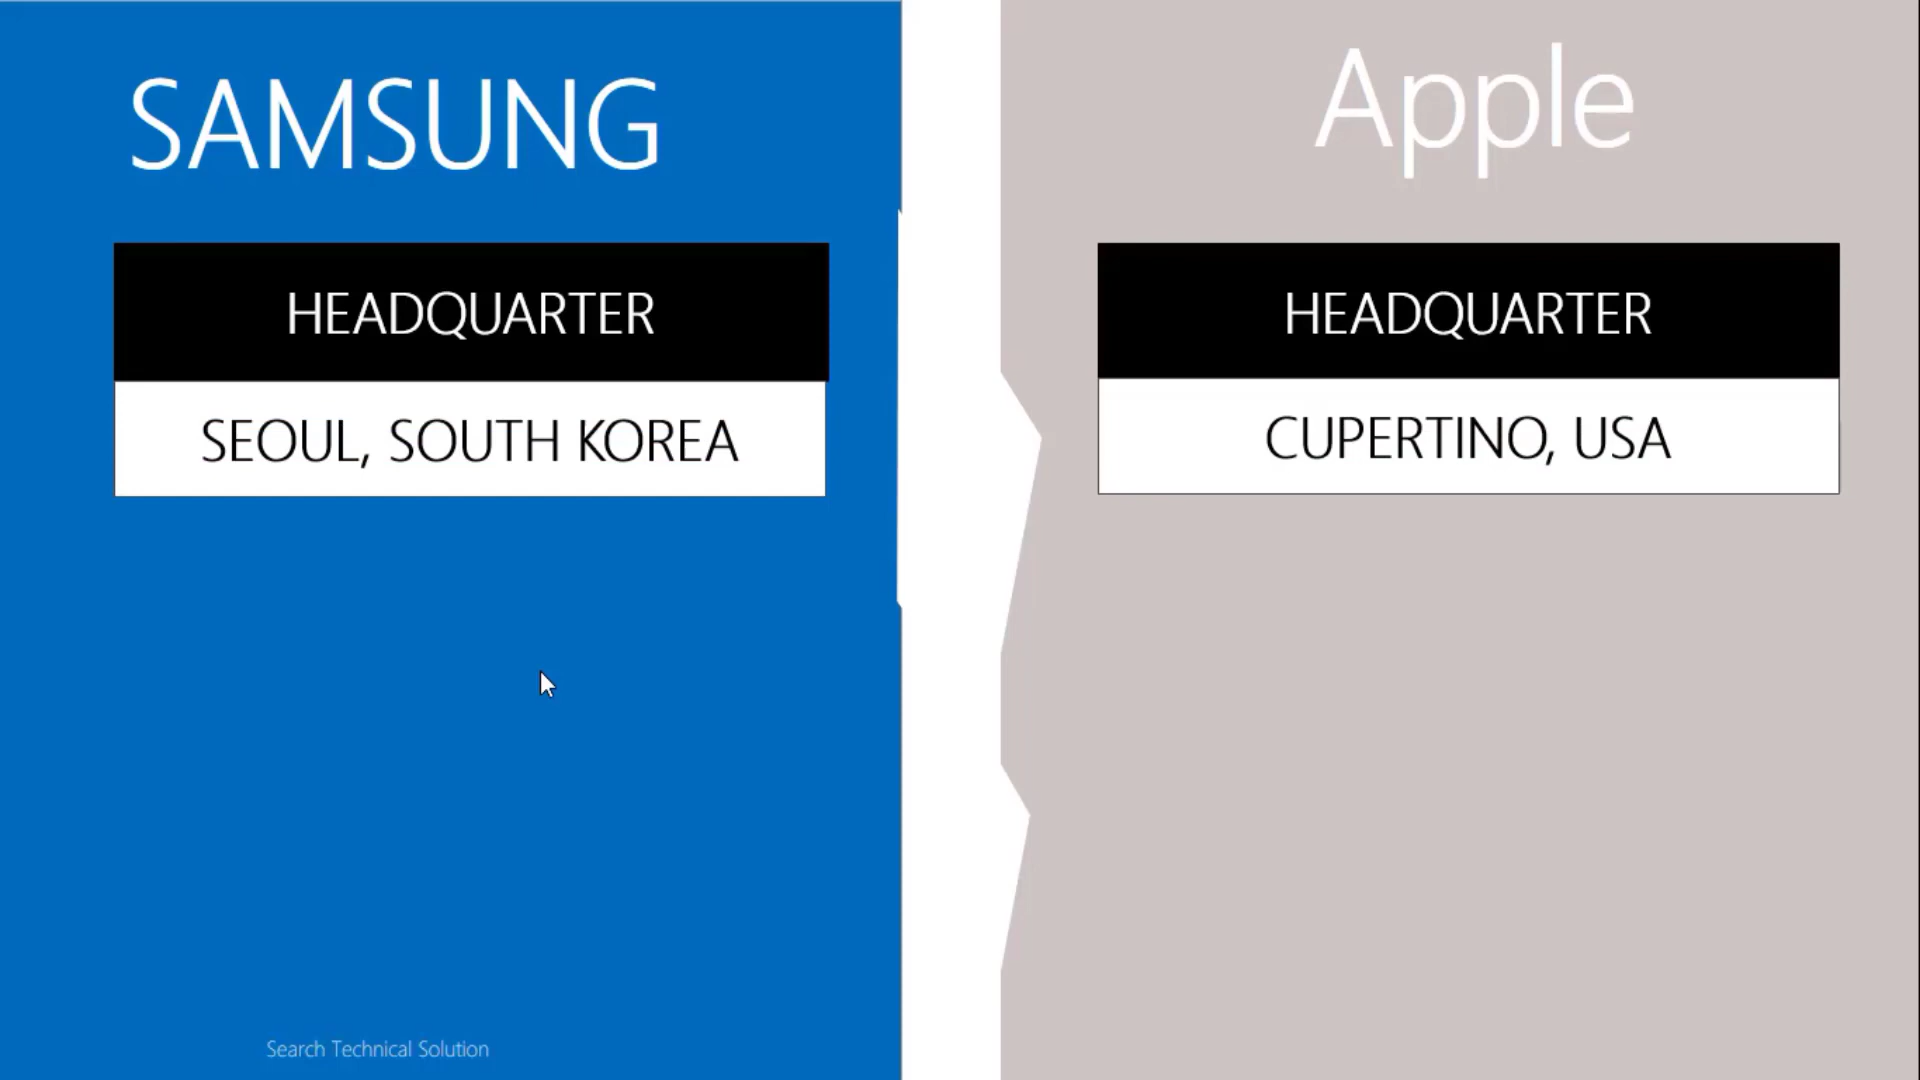 SAMSUNG
HEADQUARTER
SEOUL, SOUTH KOREA
Search Technical Solution
Apple
HEADQUARTER
CUPERTINO, USA